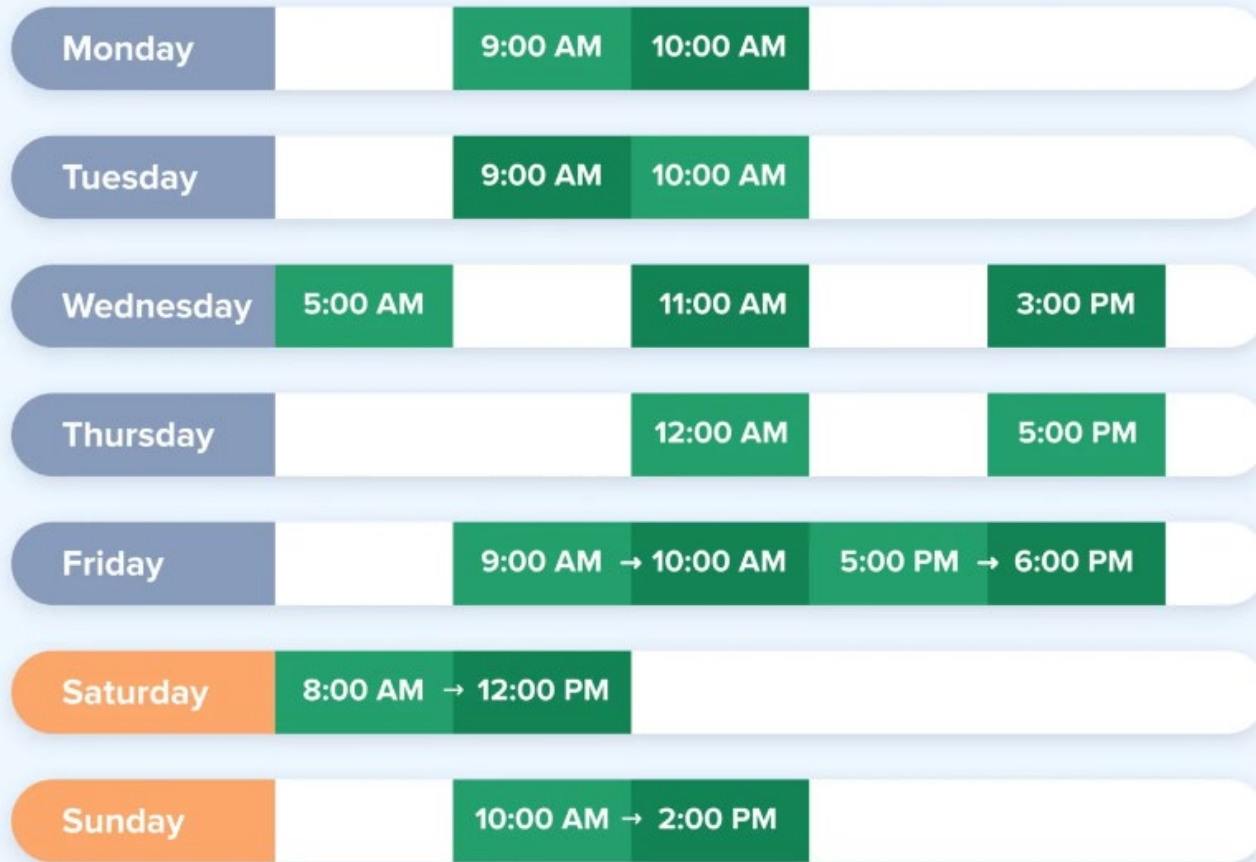 Monday 9:00 AM 10:00 AM
Tuesday 9:00 AM 10:00 AM
Wednesday 5:00 AM 11:00 AM 3:00 PM
Thursday 12:00 AM 5:00 PM
Friday 9:00 AM → 10:00 AM 5:00 PM → 6:00 PM
Saturday 8:00 AM → 12:00 PM
Sunday 10:00 AM → 2:00 PM